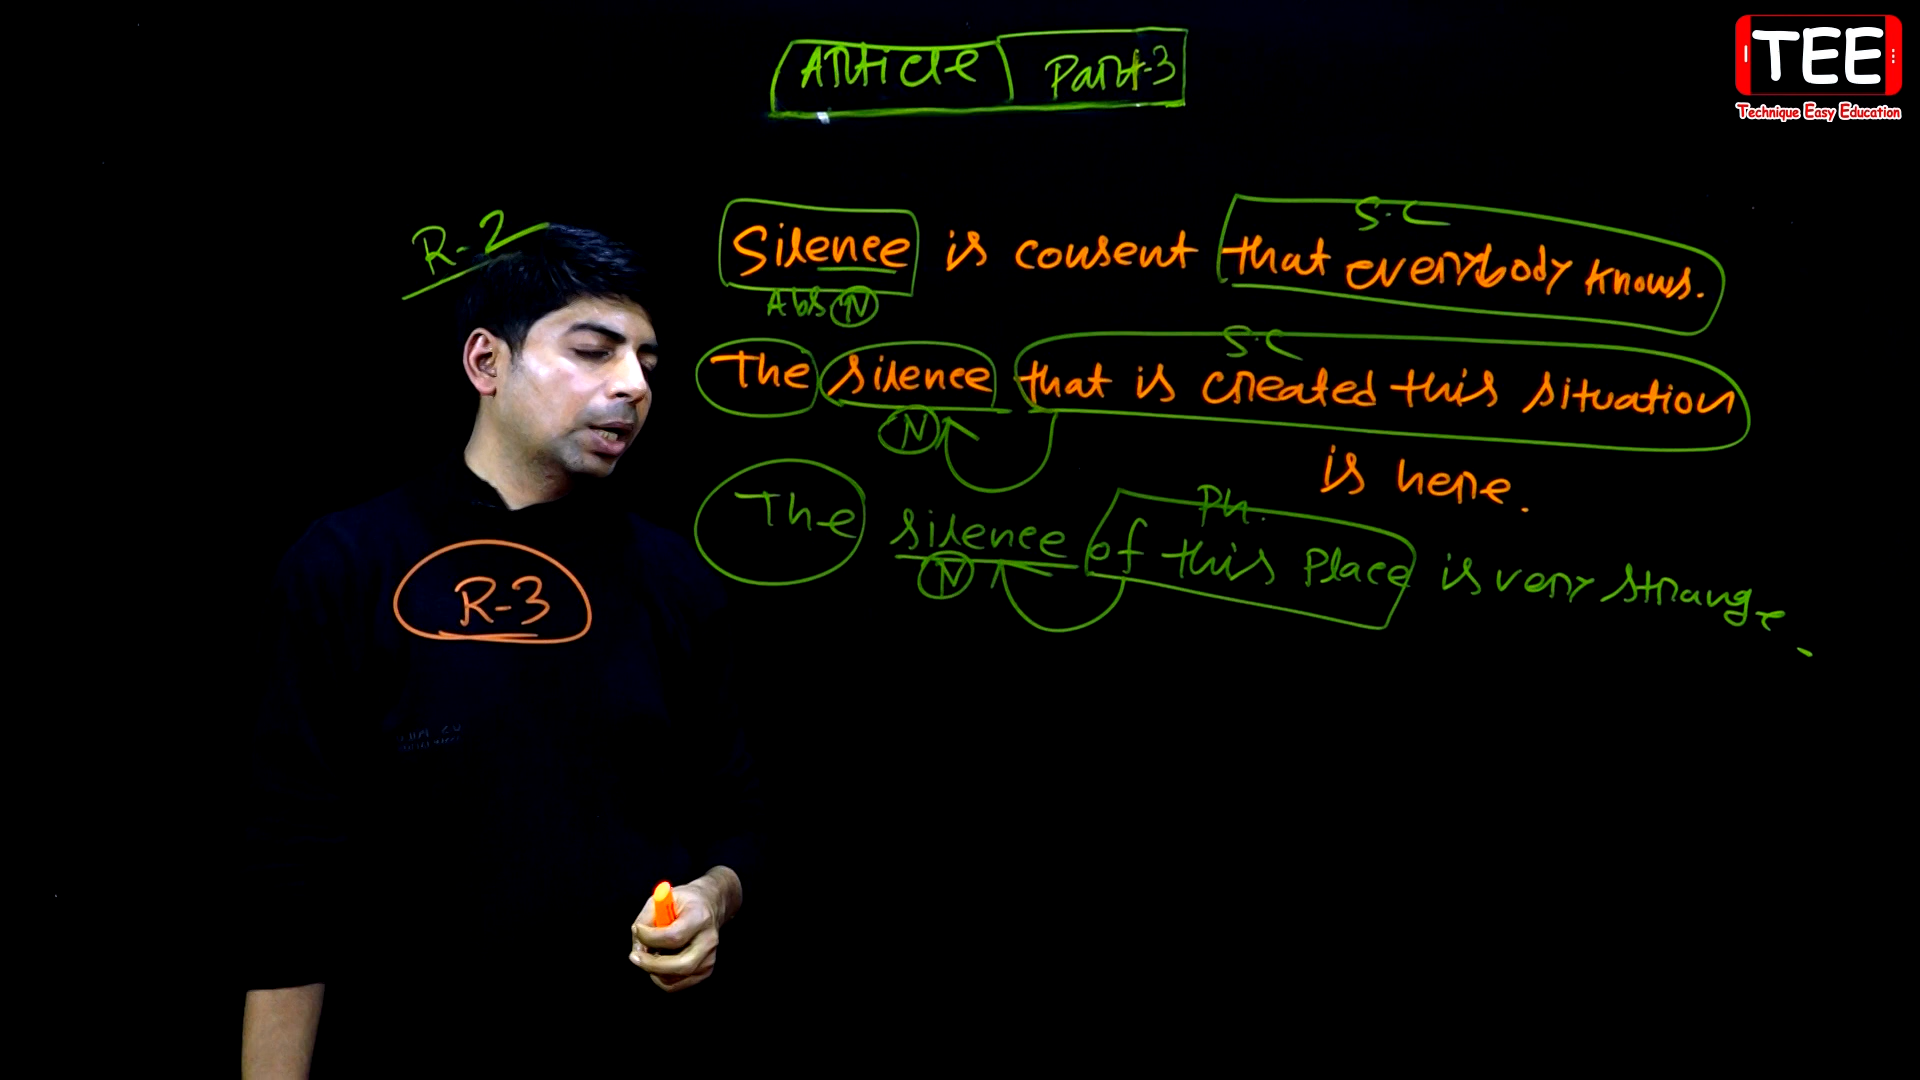 Article Part-3
TEE
Technique Easy Education
R-2
S.C
Silence is consent that everybody knows.
Abs N
S.C
The silence that is created this situation
N
is here.
Ph.
The silence of this Place is very strange.
N
R-3